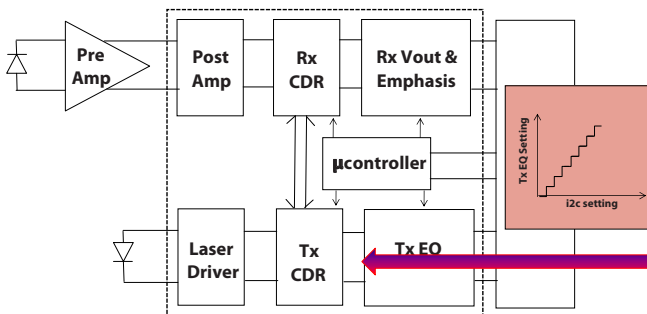 Pre
Amp
Post
Amp
Rx
CDR
Rx Vout &
Emphasis
μcontroller
Tx EQ Setting
i2c setting
Laser
Driver
Tx
CDR
Tx EQ